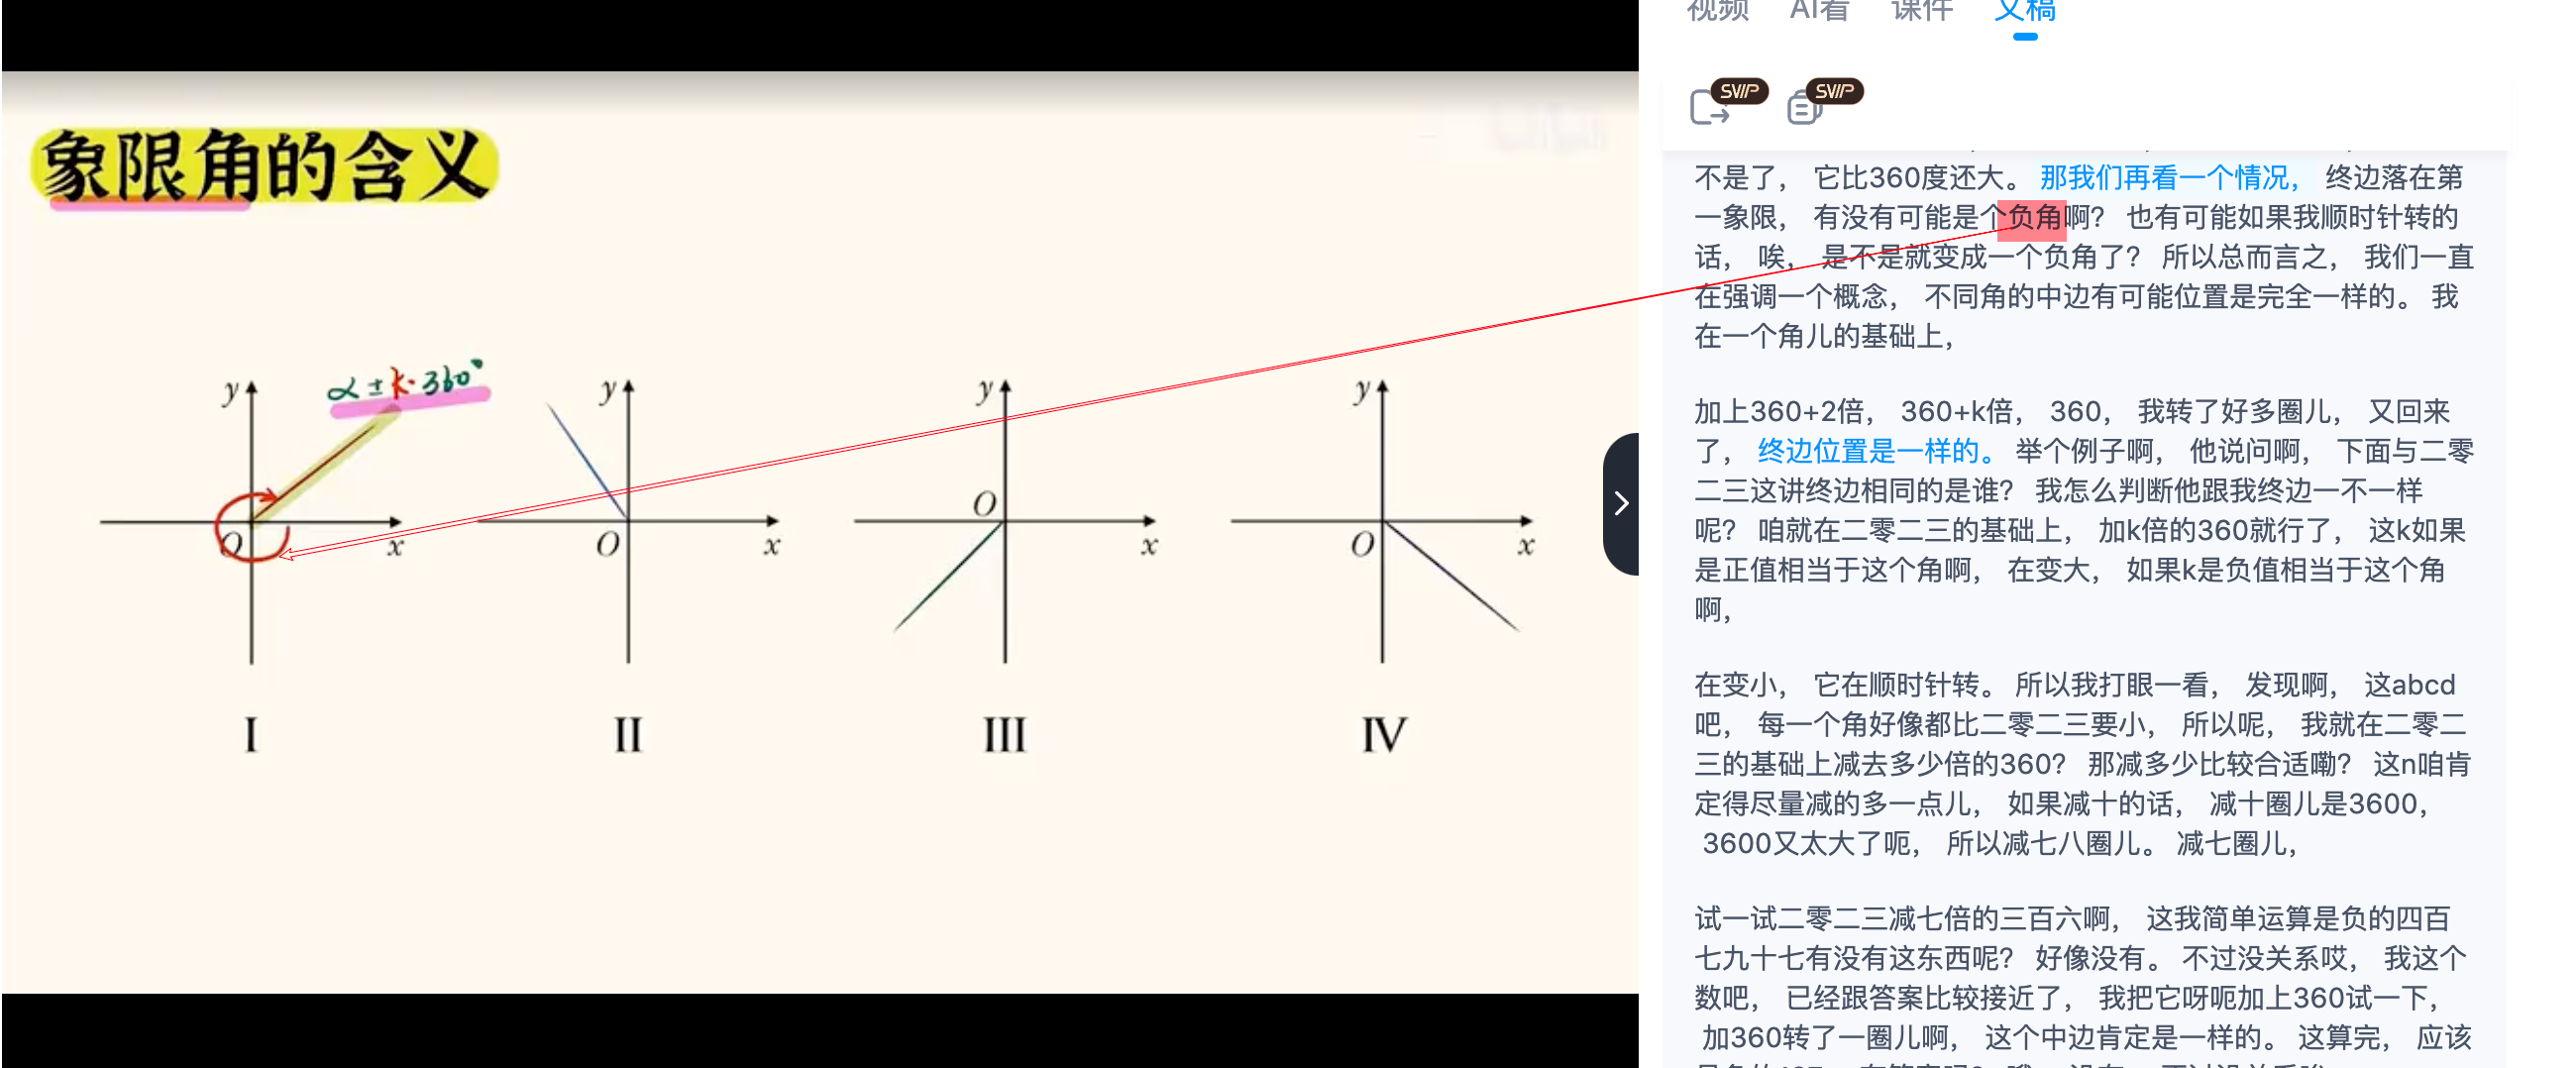 象限角的含义
α±k·360°
y
O
x
I
y
O
x
II
y
O
x
III
y
O
x
IV
视频 AI看 课件 文稿
SVIP SVIP
不是了， 它比360度还大。 那我们再看一个情况， 终边落在第
一象限， 有没有可能是个负角啊？ 也有可能如果我顺时针转的
话， 唉， 是不是就变成一个负角了？ 所以总而言之， 我们一直
在强调一个概念， 不同角的中边有可能位置是完全一样的。 我
在一个角儿的基础上，
加上360+2倍， 360+k倍， 360， 我转了好多圈儿， 又回来
了， 终边位置是一样的。 举个例子啊， 他说问啊， 下面与二零
二三这讲终边相同的是谁？ 我怎么判断他跟我终边一不一样
呢？ 咱就在二零二三的基础上， 加k倍的360就行了， 这k如果
是正值相当于这个角啊， 在变大， 如果k是负值相当于这个角
啊，
在变小， 它在顺时针转。 所以我打眼一看， 发现啊， 这abcd
吧， 每一个角好像都比二零二三要小， 所以呢， 我就在二零二
三的基础上减去多少倍的360？ 那减多少比较合适嘞？ 这n咱肯
定得尽量减的多一点儿， 如果减十的话， 减十圈儿是3600，
3600又太大了呃， 所以减七八圈儿。 减七圈儿，
试一试二零二三减七倍的三百六啊， 这我简单运算是负的四百
七九十七有没有这东西呢？ 好像没有。 不过没关系哎， 我这个
数吧， 已经跟答案比较接近了， 我把它呀呃加上360试一下，
加360转了一圈儿啊， 这个中边肯定是一样的。 这算完， 应该